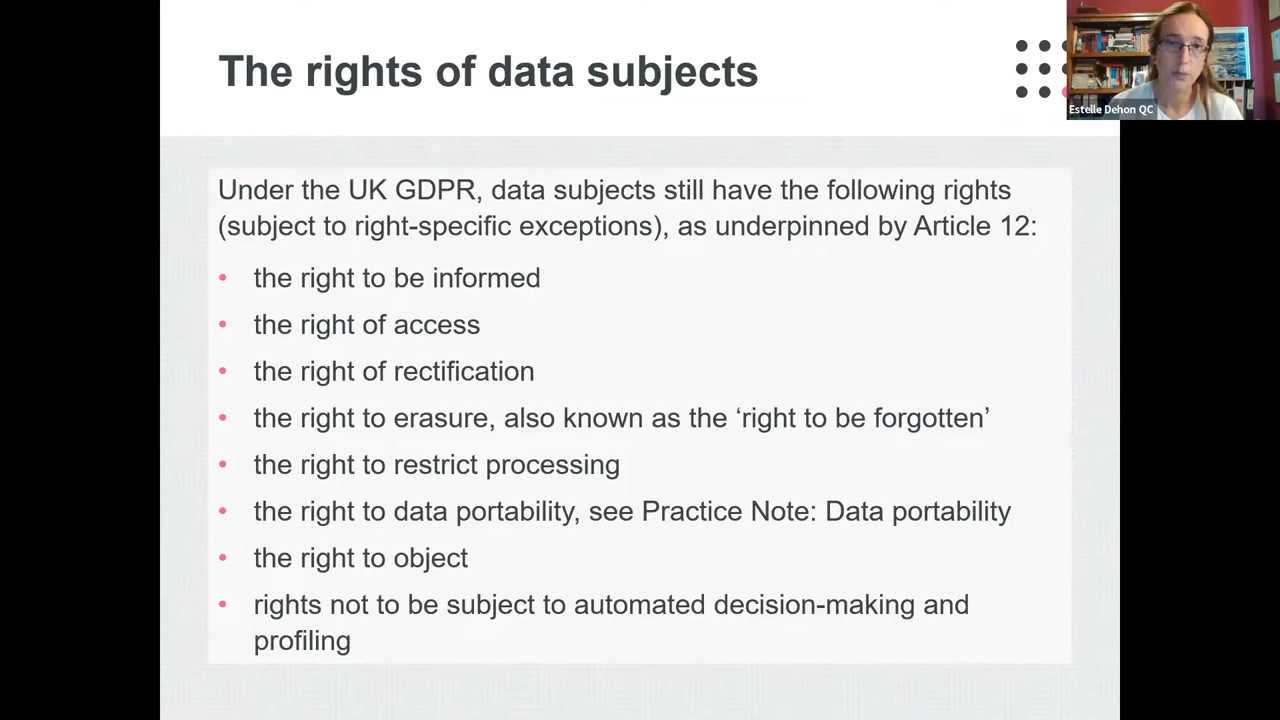 The rights of data subjects
Estelle Dehon QC
Under the UK GDPR, data subjects still have the following rights
(subject to right-specific exceptions), as underpinned by Article 12:
• the right to be informed
• the right of access
• the right of rectification
• the right to erasure, also known as the ‘right to be forgotten’
• the right to restrict processing
• the right to data portability, see Practice Note: Data portability
• the right to object
• rights not to be subject to automated decision-making and
profiling